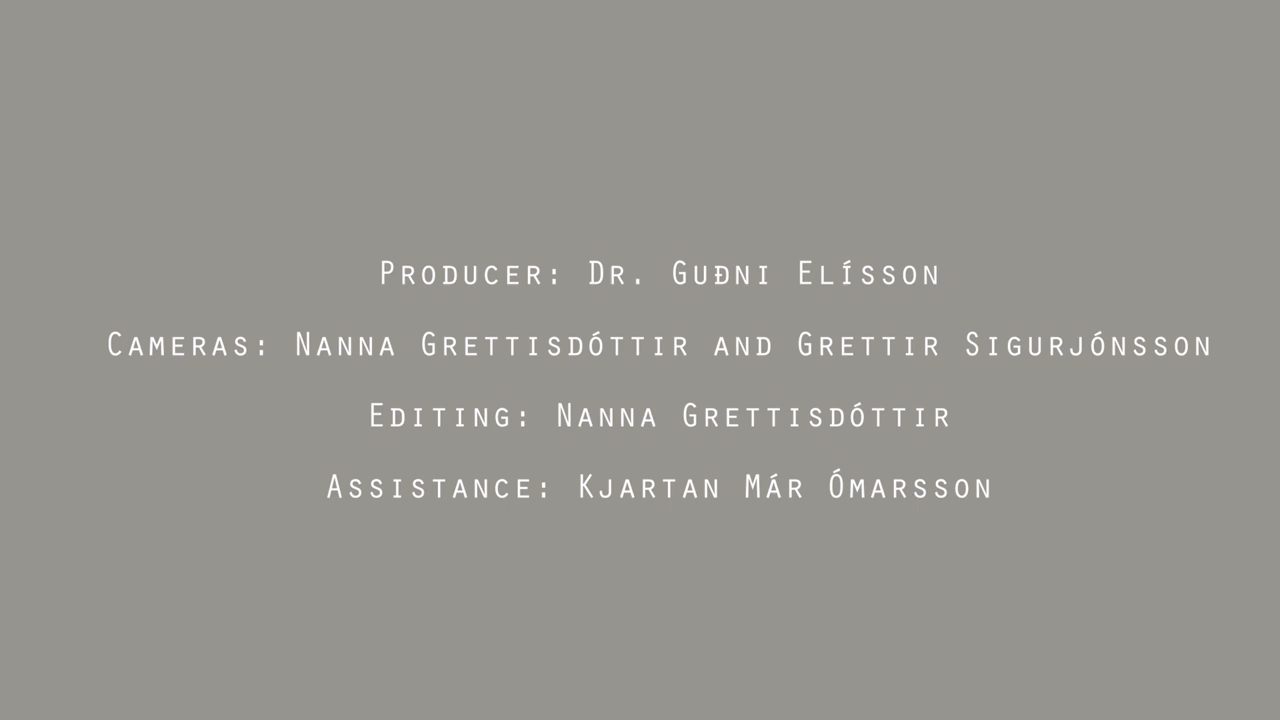 Producer: Dr. Guðni Elísson
Cameras: Nanna Grettisdóttir and Grettir Sigurjónsson
Editing: Nanna Grettisdóttir
Assistance: Kjartan Már Ómarsson